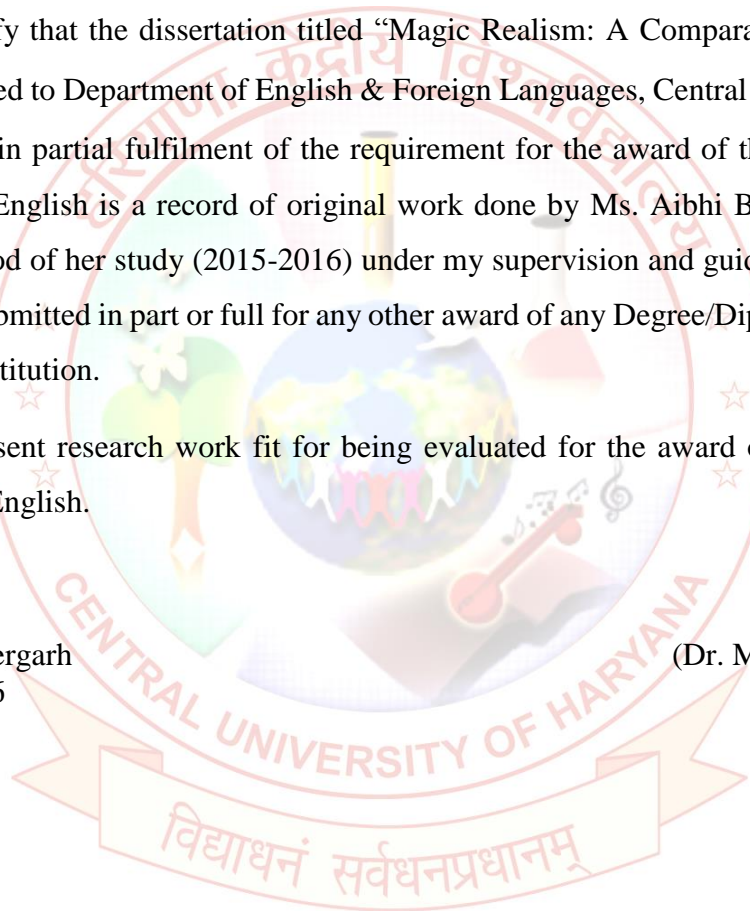 fy that the dissertation titled “Magic Realism: A Compara
ed to Department of English & Foreign Languages, Central
in partial fulfilment of the requirement for the award of th
English is a record of original work done by Ms. Aibhi B
od of her study (2015-2016) under my supervision and guid
bmitted in part or full for any other award of any Degree/Dip
titution.
sent research work fit for being evaluated for the award o
English.
ergarh (Dr. M
6
हरियाणा केंद्रीय विश्वविद्यालय
CENTRAL UNIVERSITY OF HARYANA
विद्याधनं सर्वधनप्रधानम्